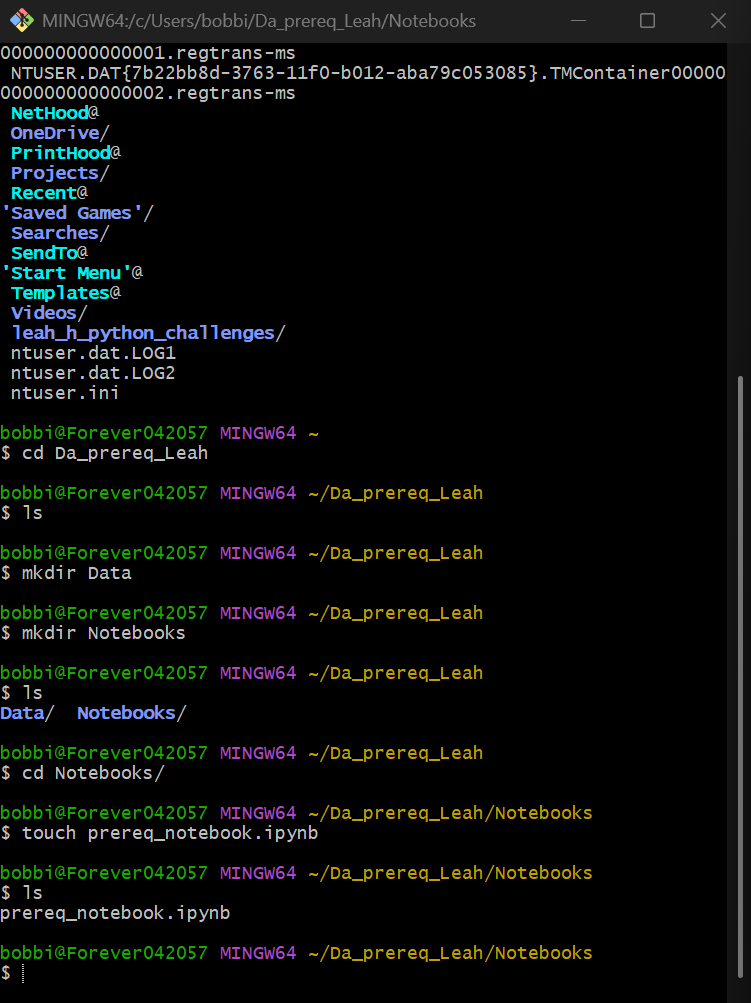 MINGW64:/c/Users/bobbi/Da_prereq_Leah/Notebooks
000000000000001.regtrans-ms
NTUSER.DAT{7b22bb8d-3763-11f0-b012-aba79c053085}.TMContainer00000
000000000000002.regtrans-ms
NetHood@
OneDrive/
PrintHood@
Projects/
Recent@
'Saved Games'/
Searches/
SendTo@
'Start Menu'@
Templates@
Videos/
leah_h_python_challenges/
ntuser.dat.LOG1
ntuser.dat.LOG2
ntuser.ini
bobbi@Forever042057 MINGW64 ~
$ cd Da_prereq_Leah
bobbi@Forever042057 MINGW64 ~/Da_prereq_Leah
$ ls
bobbi@Forever042057 MINGW64 ~/Da_prereq_Leah
$ mkdir Data
bobbi@Forever042057 MINGW64 ~/Da_prereq_Leah
$ mkdir Notebooks
bobbi@Forever042057 MINGW64 ~/Da_prereq_Leah
$ ls
Data/  Notebooks/
bobbi@Forever042057 MINGW64 ~/Da_prereq_Leah
$ cd Notebooks/
bobbi@Forever042057 MINGW64 ~/Da_prereq_Leah/Notebooks
$ touch prereq_notebook.ipynb
bobbi@Forever042057 MINGW64 ~/Da_prereq_Leah/Notebooks
$ ls
prereq_notebook.ipynb
bobbi@Forever042057 MINGW64 ~/Da_prereq_Leah/Notebooks
$